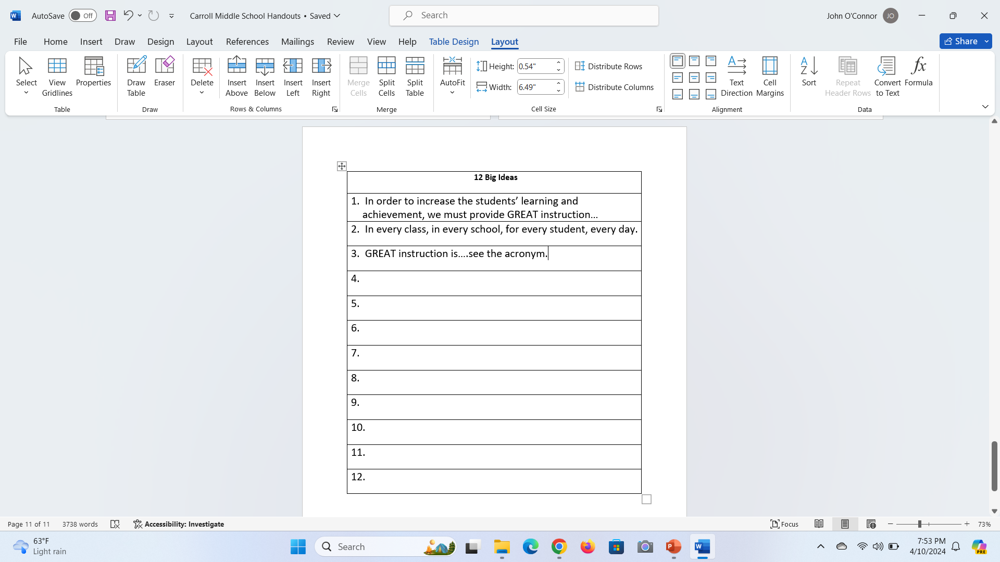 AutoSave Off Carroll Middle School Handouts • Saved Search John O'Connor JO
File Home Insert Draw Design Layout References Mailings Review View Help Table Design Layout Share
Select View Gridlines Properties Draw Table Eraser Delete Insert Above Insert Below Insert Left Insert Right Merge Cells Split Cells Split Table AutoFit Height: 0.54" Width: 6.49" Distribute Rows Distribute Columns Text Direction Cell Margins Sort Repeat Header Rows Convert to Text Formula
Table Draw Rows & Columns Merge Cell Size Alignment Data
12 Big Ideas
1. In order to increase the students’ learning and
achievement, we must provide GREAT instruction…
2. In every class, in every school, for every student, every day.
3. GREAT instruction is….see the acronym.
4.
5.
6.
7.
8.
9.
10.
11.
12.
Page 11 of 11 3738 words Accessibility: Investigate Focus 73%
63°F
Light rain
Search
7:53 PM
4/10/2024
PRE